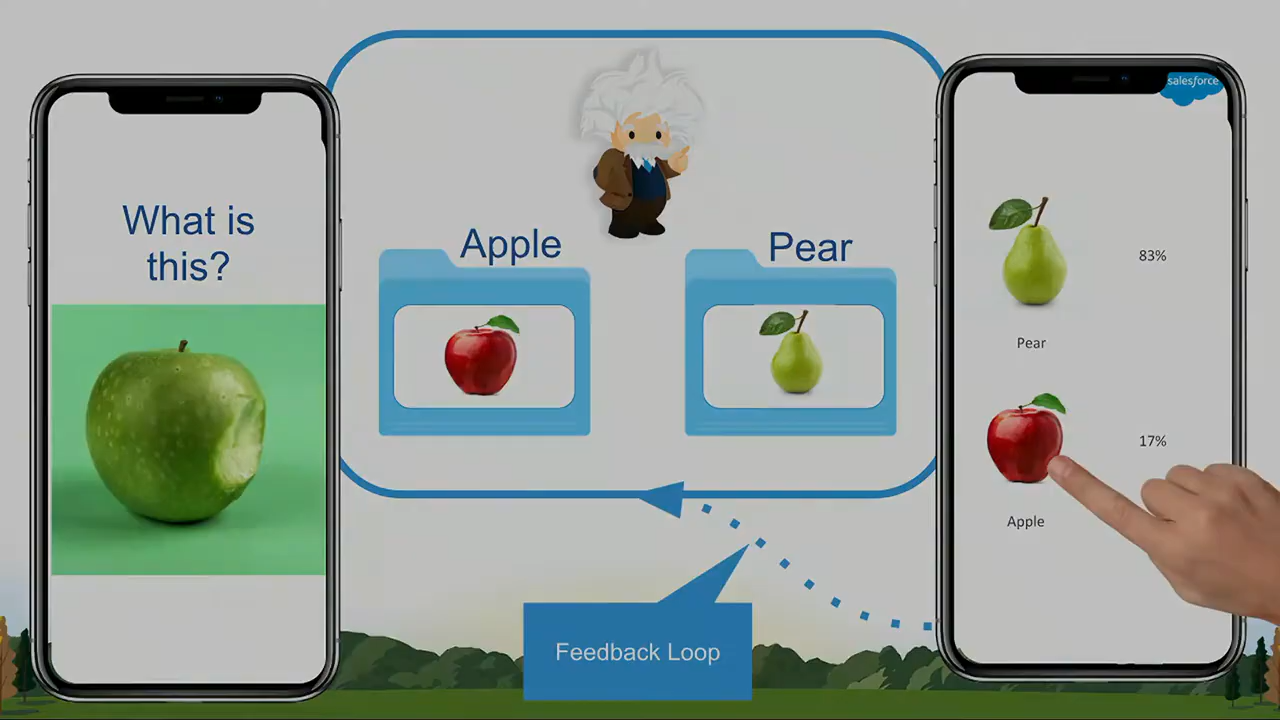 What is
this?
Apple
Pear
salesforce
83%
Pear
17%
Apple
Feedback Loop